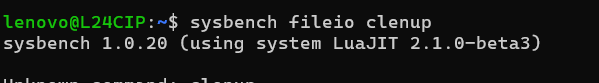 lenovo@L24CIP:~$ sysbench fileio clenup
sysbench 1.0.20 (using system LuaJIT 2.1.0-beta3)
Unknown command: clenup